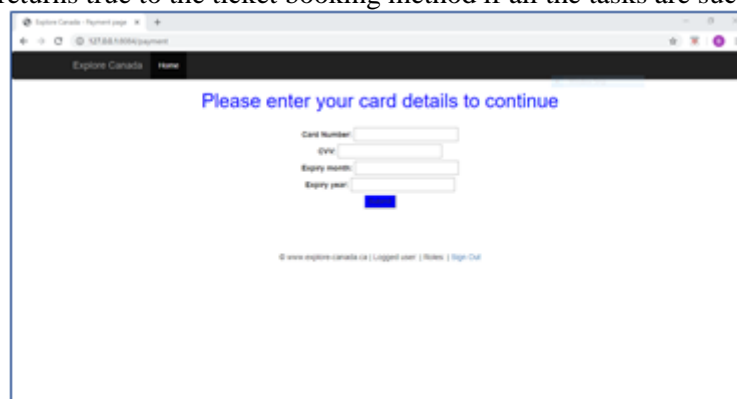 returns true to the ticket booking method if all the tasks are suc
Explore Canada - Payment page
127.0.0.1:8084/payment
Explore Canada Home
Please enter your card details to continue
Card Number:
CVV:
Expiry month:
Expiry year:
© www.explore-canada.ca | Logged user: | Roles: | Sign Out